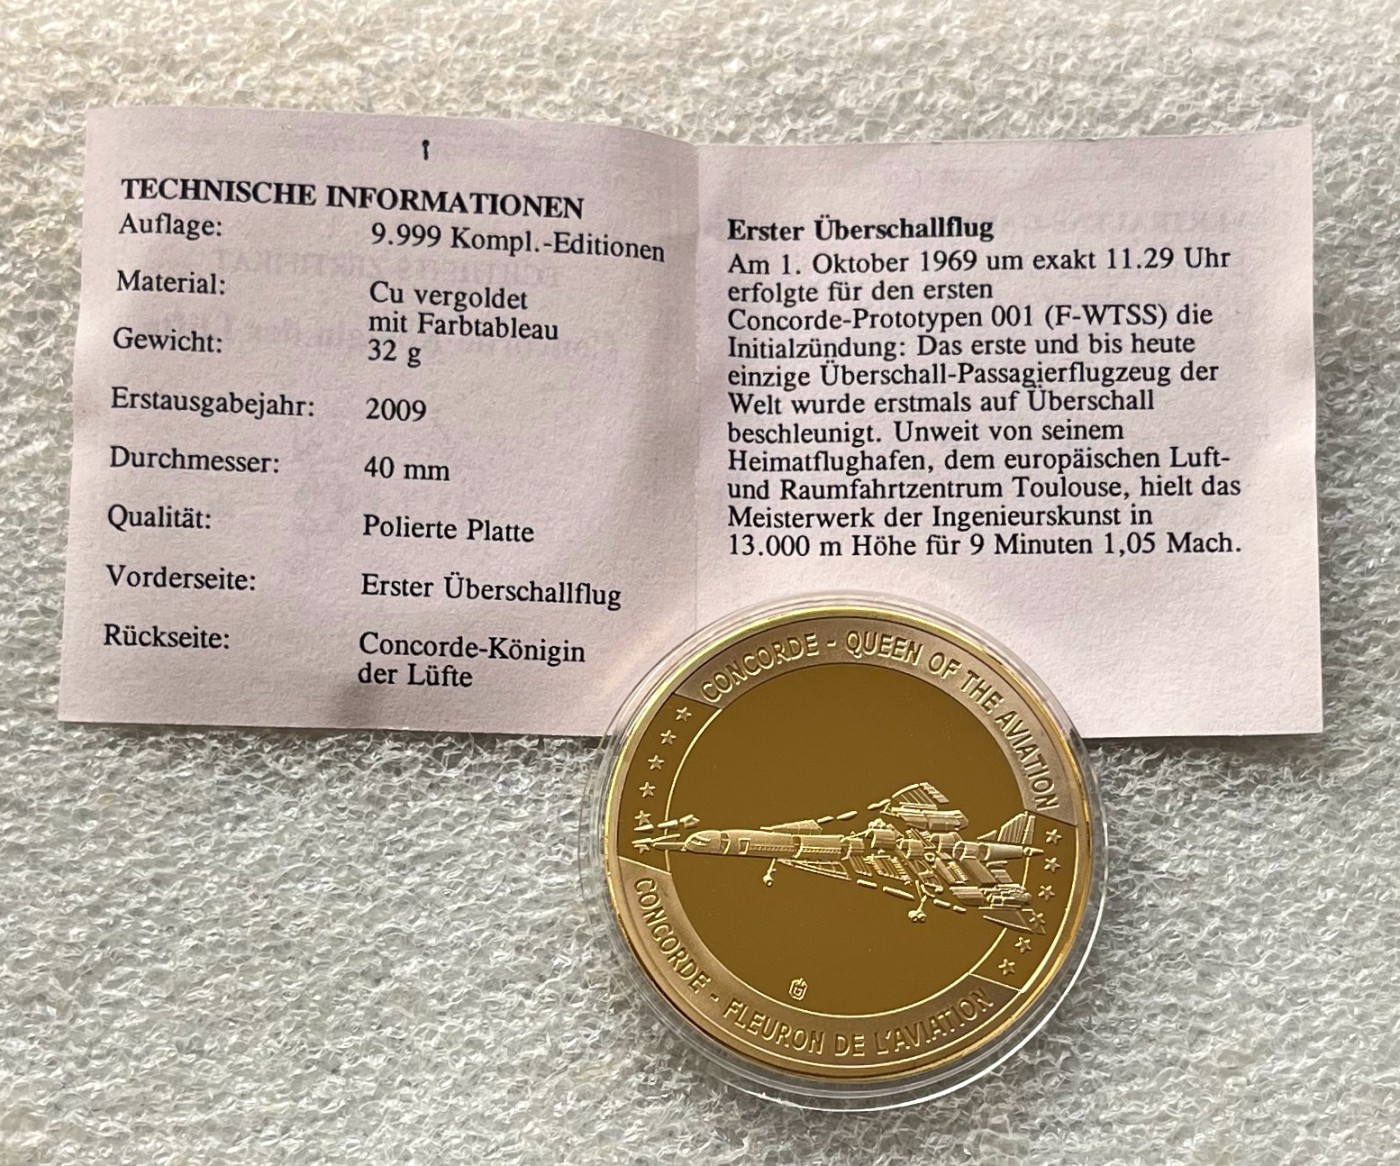 TECHNISCHE INFORMATIONEN
Auflage: 9.999 Kompl.-Editionen
Material: Cu vergoldet
mit Farbtableau
Gewicht: 32 g
Erstausgabejahr: 2009
Durchmesser: 40 mm
Qualität: Polierte Platte
Vorderseite: Erster Überschallflug
Rückseite: Concorde-Königin
der Lüfte
Erster Überschallflug
Am 1. Oktober 1969 um exakt 11.29 Uhr
erfolgte für den ersten
Concorde-Prototypen 001 (F-WTSS) die
Initialzündung: Das erste und bis heute
einzige Überschall-Passagierflugzeug der
Welt wurde erstmals auf Überschall
beschleunigt. Unweit von seinem
Heimatflughafen, dem europäischen Luft-
und Raumfahrtzentrum Toulouse, hielt das
Meisterwerk der Ingenieurskunst in
13.000 m Höhe für 9 Minuten 1,05 Mach.
CONCORDE - QUEEN OF THE AVIATION
CONCORDE - FLEURON DE L'AVIATION